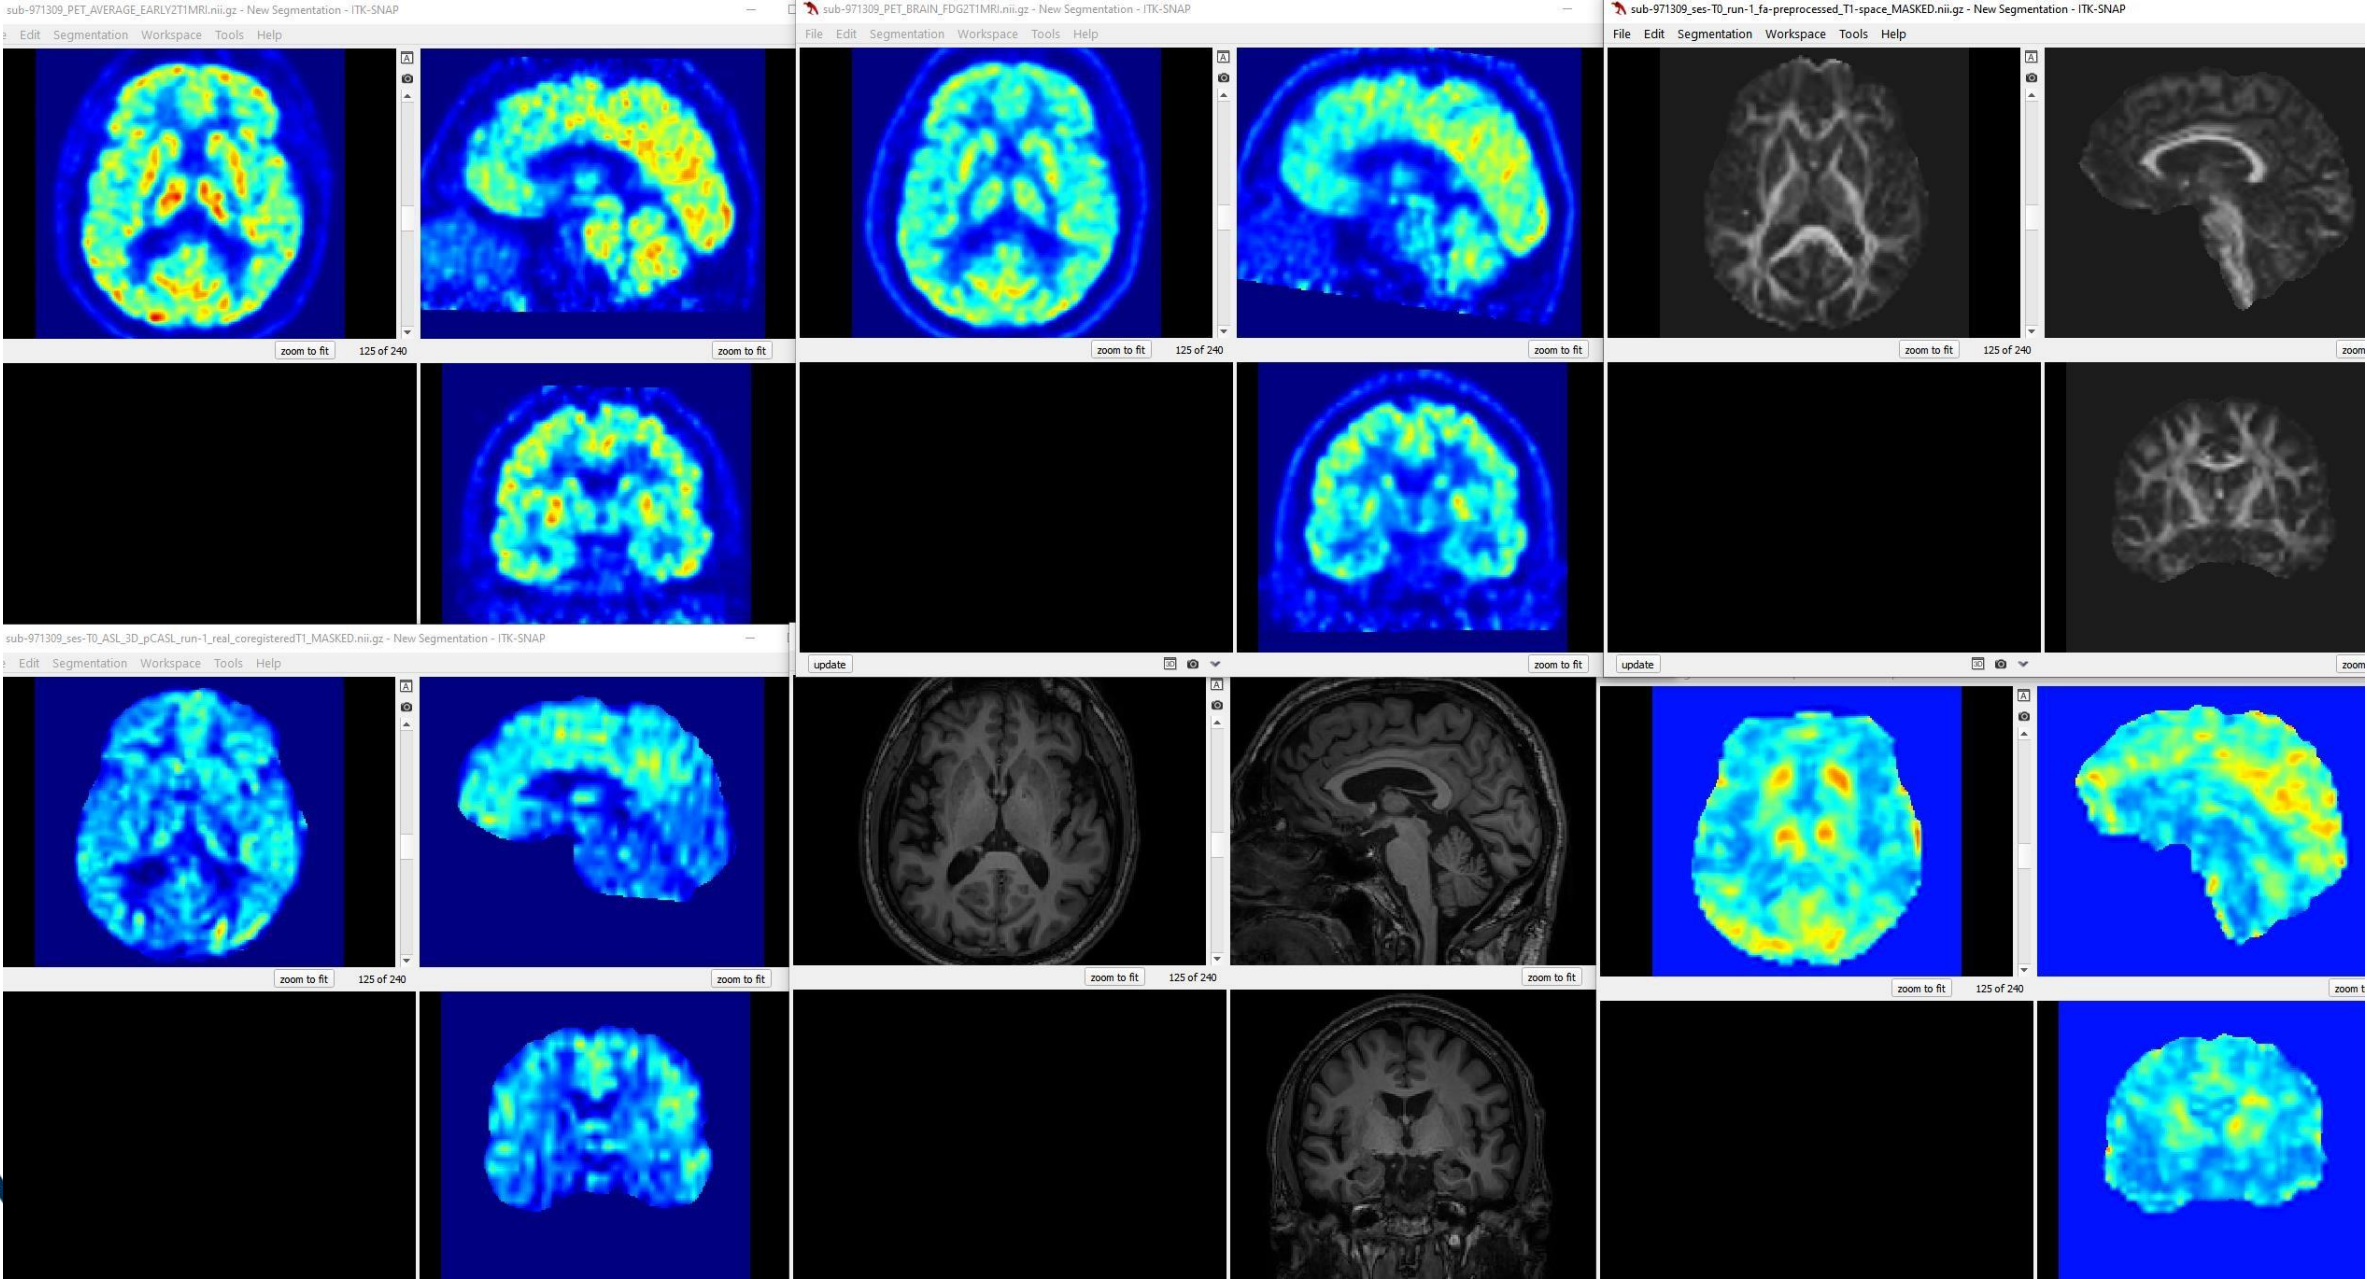 sub-971309_PET_AVERAGE_EARLY2T1MRI.nii.gz - New Segmentation - ITK-SNAP
Edit Segmentation Workspace Tools Help
A
zoom to fit 125 of 240 zoom to fit
sub-971309_PET_BRAIN_FDG2T1MRI.nii.gz - New Segmentation - ITK-SNAP
File Edit Segmentation Workspace Tools Help
A
zoom to fit 125 of 240 zoom to fit
update 3D zoom to fit
sub-971309_ses-T0_run-1_fa-preprocessed_T1-space_MASKED.nii.gz - New Segmentation - ITK-SNAP
File Edit Segmentation Workspace Tools Help
A
zoom to fit 125 of 240 zoom
update 3D zoom
sub-971309_ses-T0_ASL_3D_pCASL_run-1_real_coregisteredT1_MASKED.nii.gz - New Segmentation - ITK-SNAP
Edit Segmentation Workspace Tools Help
A
zoom to fit 125 of 240 zoom to fit
A
zoom to fit 125 of 240 zoom to fit
A
zoom to fit 125 of 240 zoom t